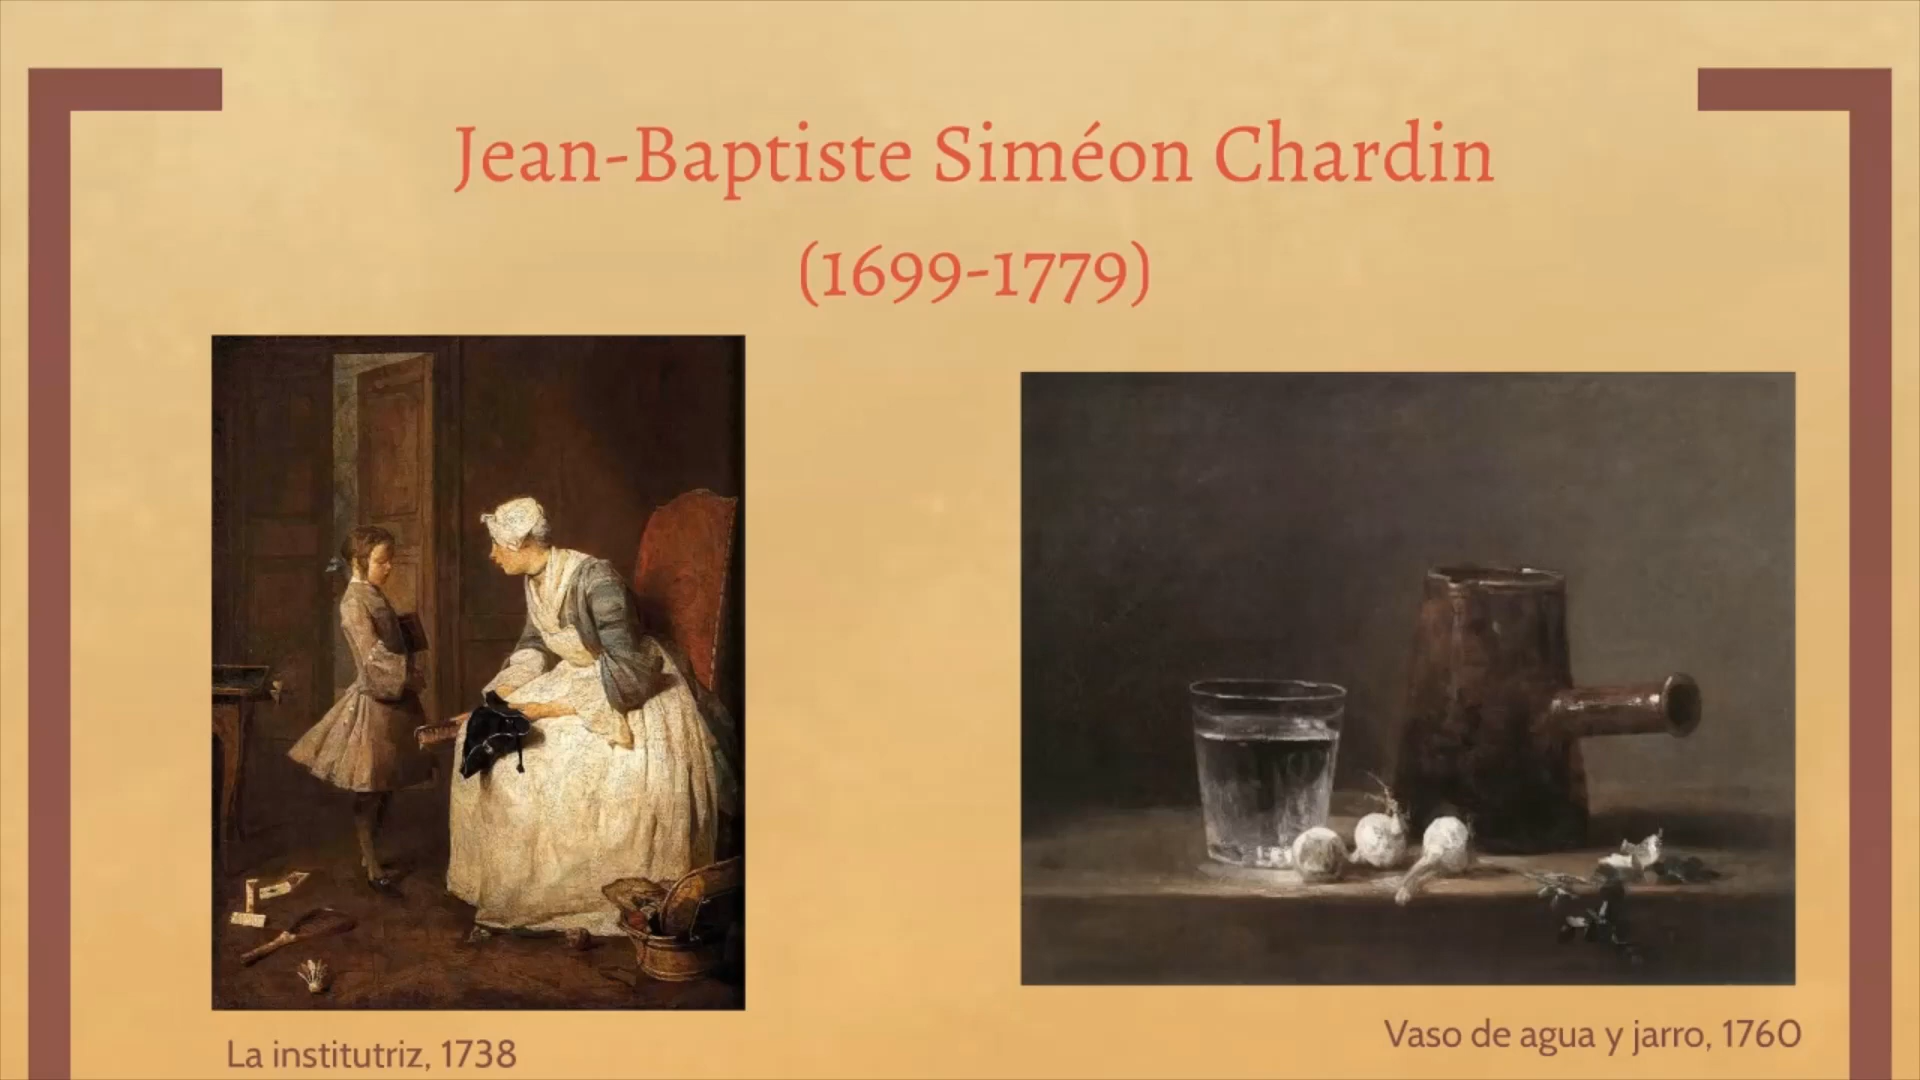 Jean-Baptiste Siméon Chardin
(1699-1779)
La institutriz, 1738
Vaso de agua y jarro, 1760